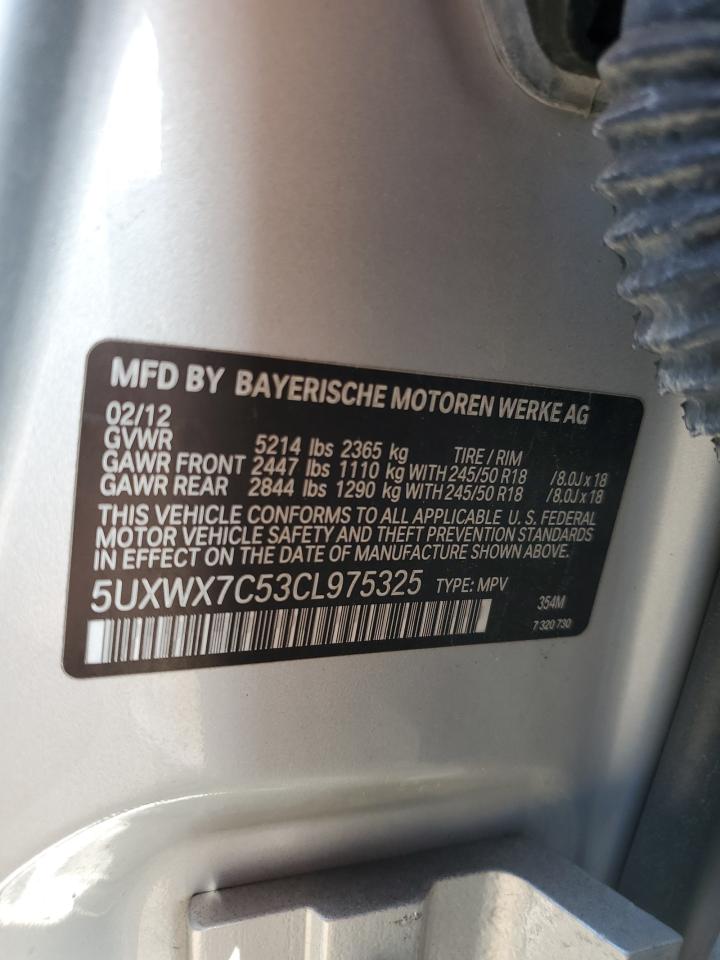 MFD BY BAYERISCHE MOTOREN WERKE AG
02/12
GVWR 5214 lbs 2365 kg TIRE / RIM
GAWR FRONT 2447 lbs 1110 kg WITH 245/50 R18 /8.0J x 18
GAWR REAR 2844 lbs 1290 kg WITH 245/50 R18 /8.0J x 18
THIS VEHICLE CONFORMS TO ALL APPLICABLE U. S. FEDERAL
MOTOR VEHICLE SAFETY AND THEFT PREVENTION STANDARDS
IN EFFECT ON THE DATE OF MANUFACTURE SHOWN ABOVE.
5UXWX7C53CL975325 TYPE: MPV
354M
7 320 730